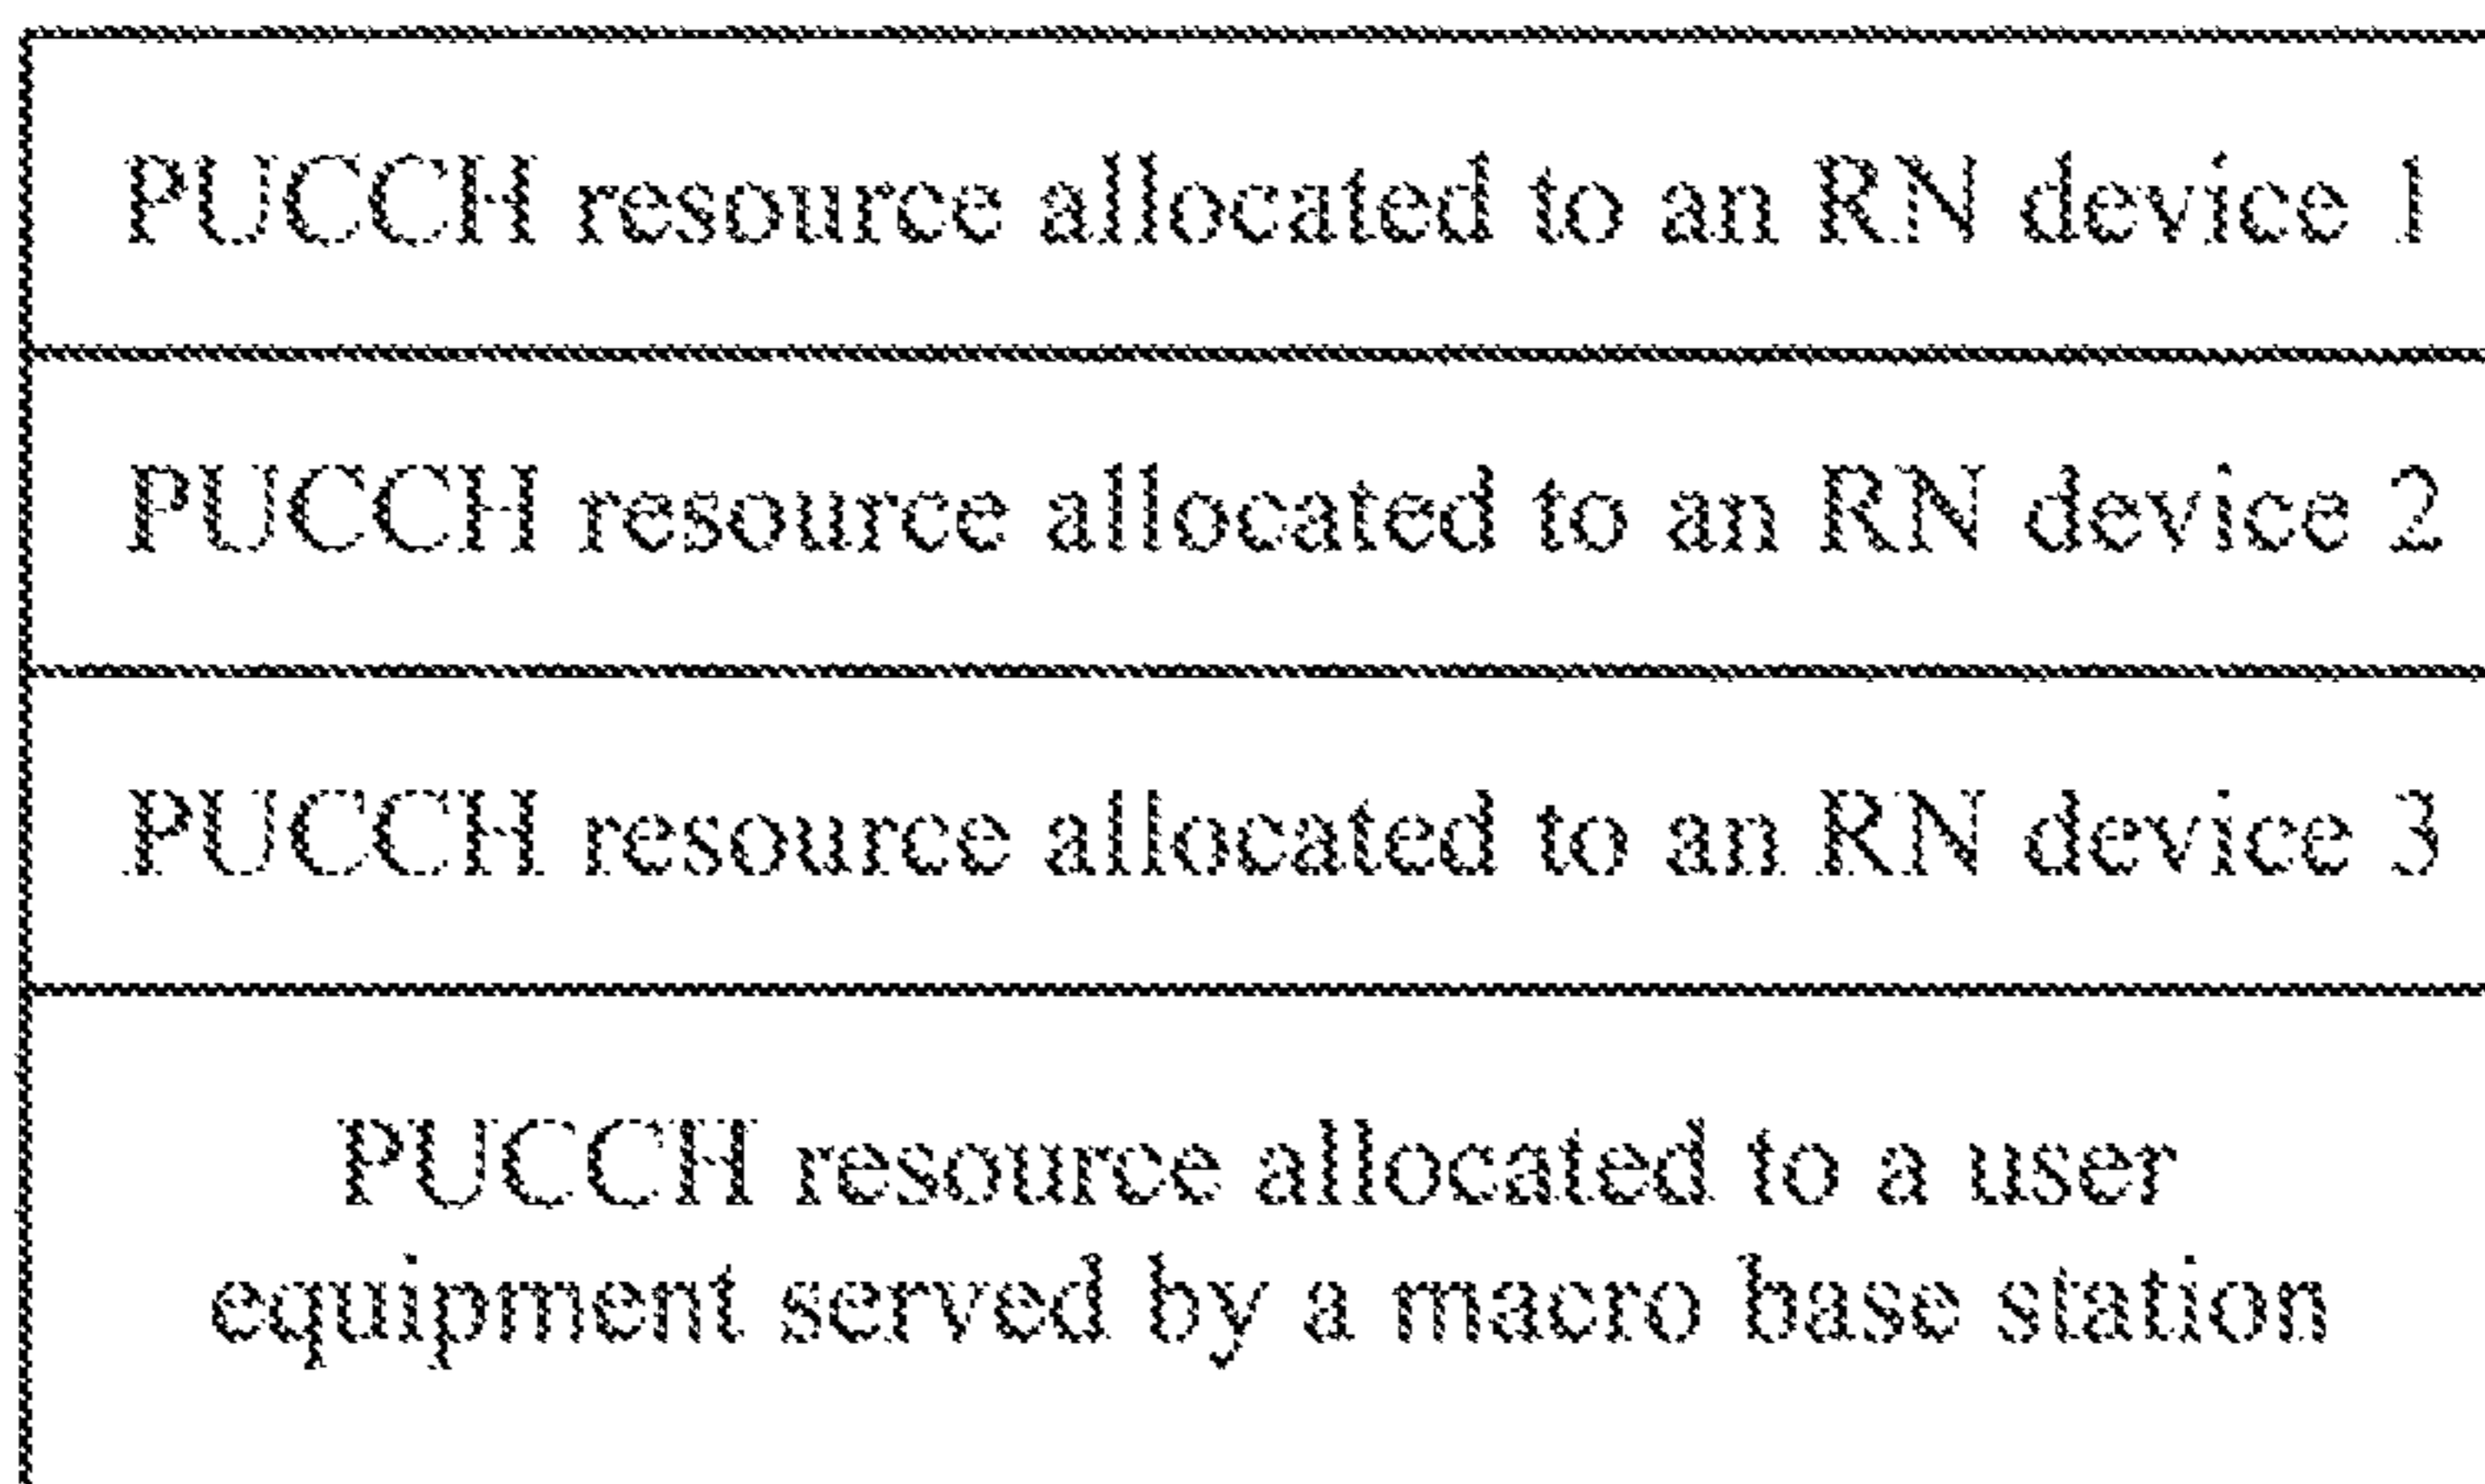 PUCCH resource allocated to an RN device 1
PUCCH resource allocated to an RN device 2
PUCCH resource allocated to an RN device 3
PUCCH resource allocated to a user
equipment served by a macro base station